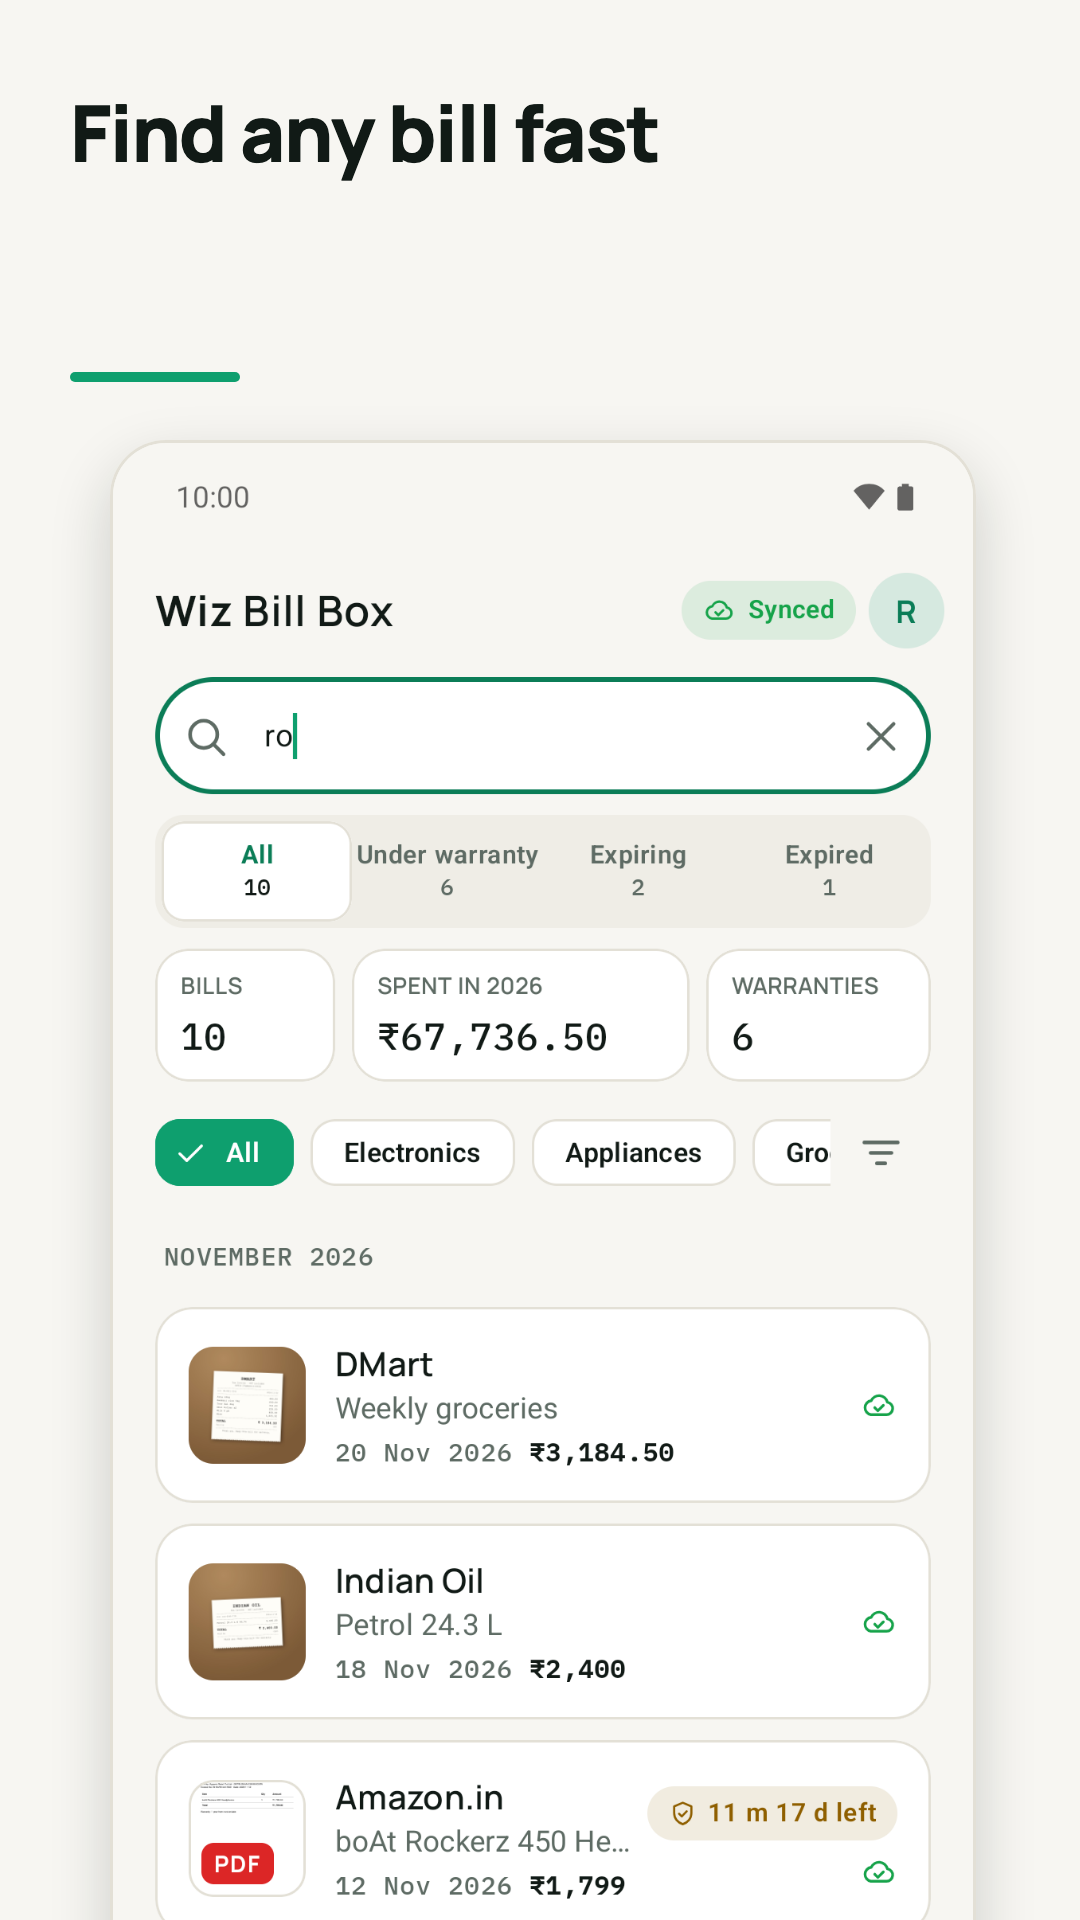 Find any bill fast
10:00
Wiz Bill Box
Synced
R
ro
All
10
Under warranty
6
Expiring
2
Expired
1
BILLS
10
SPENT IN 2026
₹67,736.50
WARRANTIES
6
All
Electronics
Appliances
Gro
NOVEMBER 2026
DMart
Weekly groceries
20 Nov 2026 ₹3,184.50
Indian Oil
Petrol 24.3 L
18 Nov 2026 ₹2,400
Amazon.in
11 m 17 d left
boAt Rockerz 450 He...
PDF
12 Nov 2026 ₹1,799